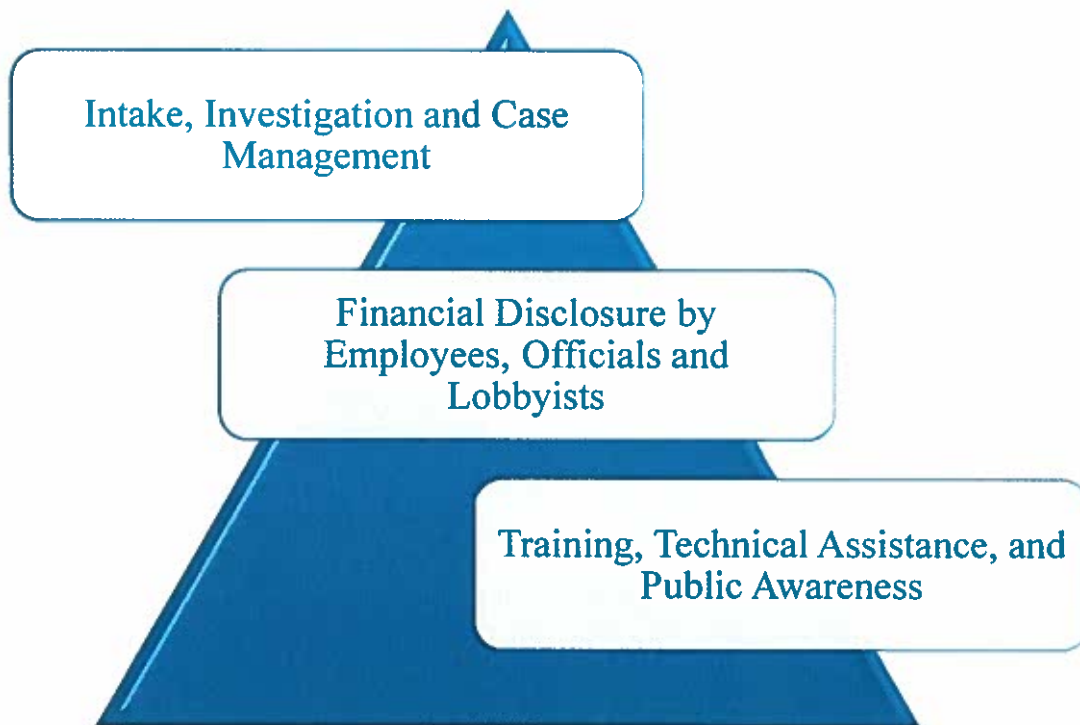 Intake, Investigation and Case
Management
Financial Disclosure by
Employees, Officials and
Lobbyists
Training, Technical Assistance, and
Public Awareness